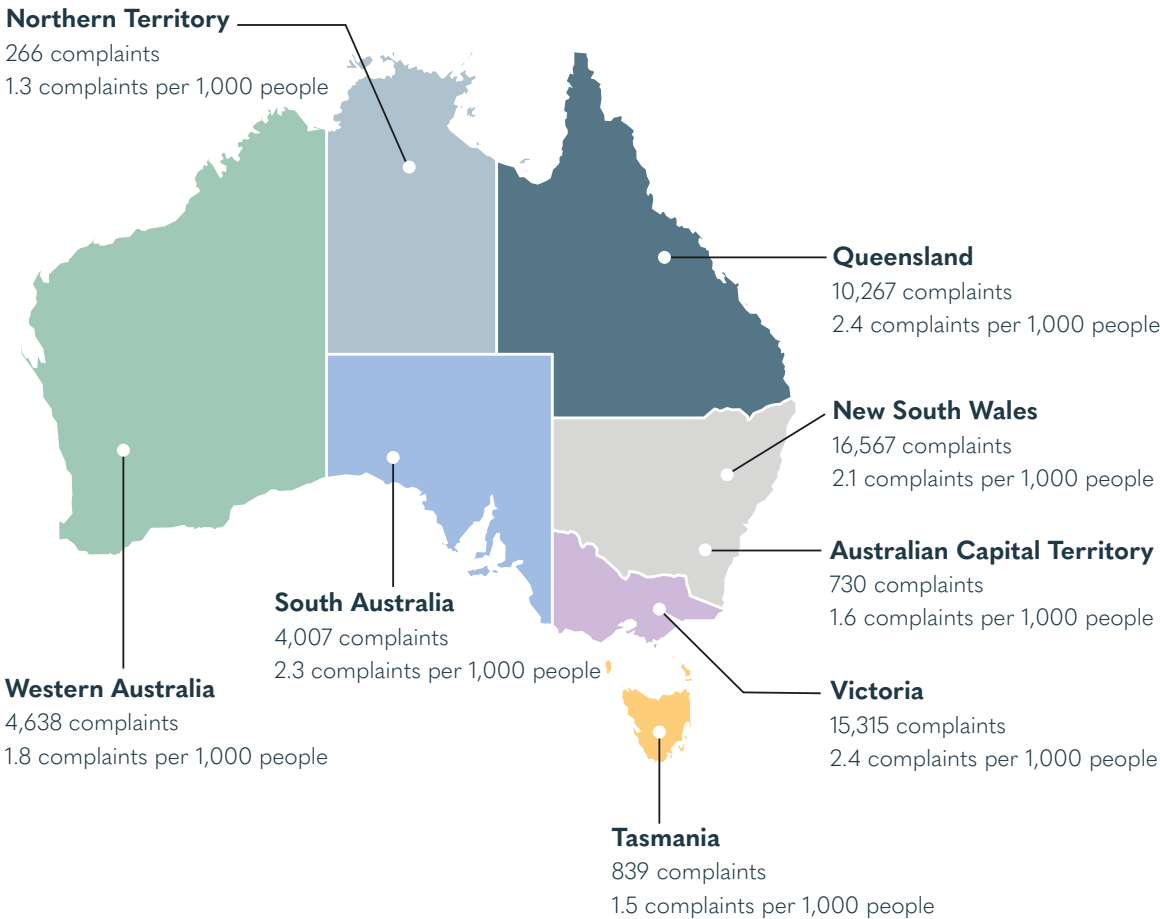 Northern Territory
266 complaints
1.3 complaints per 1,000 people
Queensland
10,267 complaints
2.4 complaints per 1,000 people
New South Wales
16,567 complaints
2.1 complaints per 1,000 people
Australian Capital Territory
730 complaints
1.6 complaints per 1,000 people
South Australia
4,007 complaints
2.3 complaints per 1,000 people
Western Australia
4,638 complaints
1.8 complaints per 1,000 people
Victoria
15,315 complaints
2.4 complaints per 1,000 people
Tasmania
839 complaints
1.5 complaints per 1,000 people